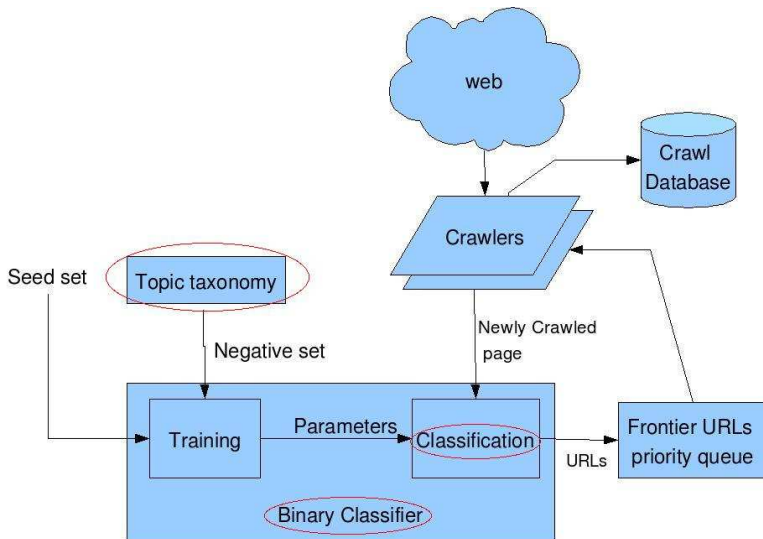 web
Crawl
Database
Crawlers
Seed set
Topic taxonomy
Newly Crawled
page
Negative set
Training
Parameters
Classification
URLs
Frontier URLs
priority queue
Binary Classifier